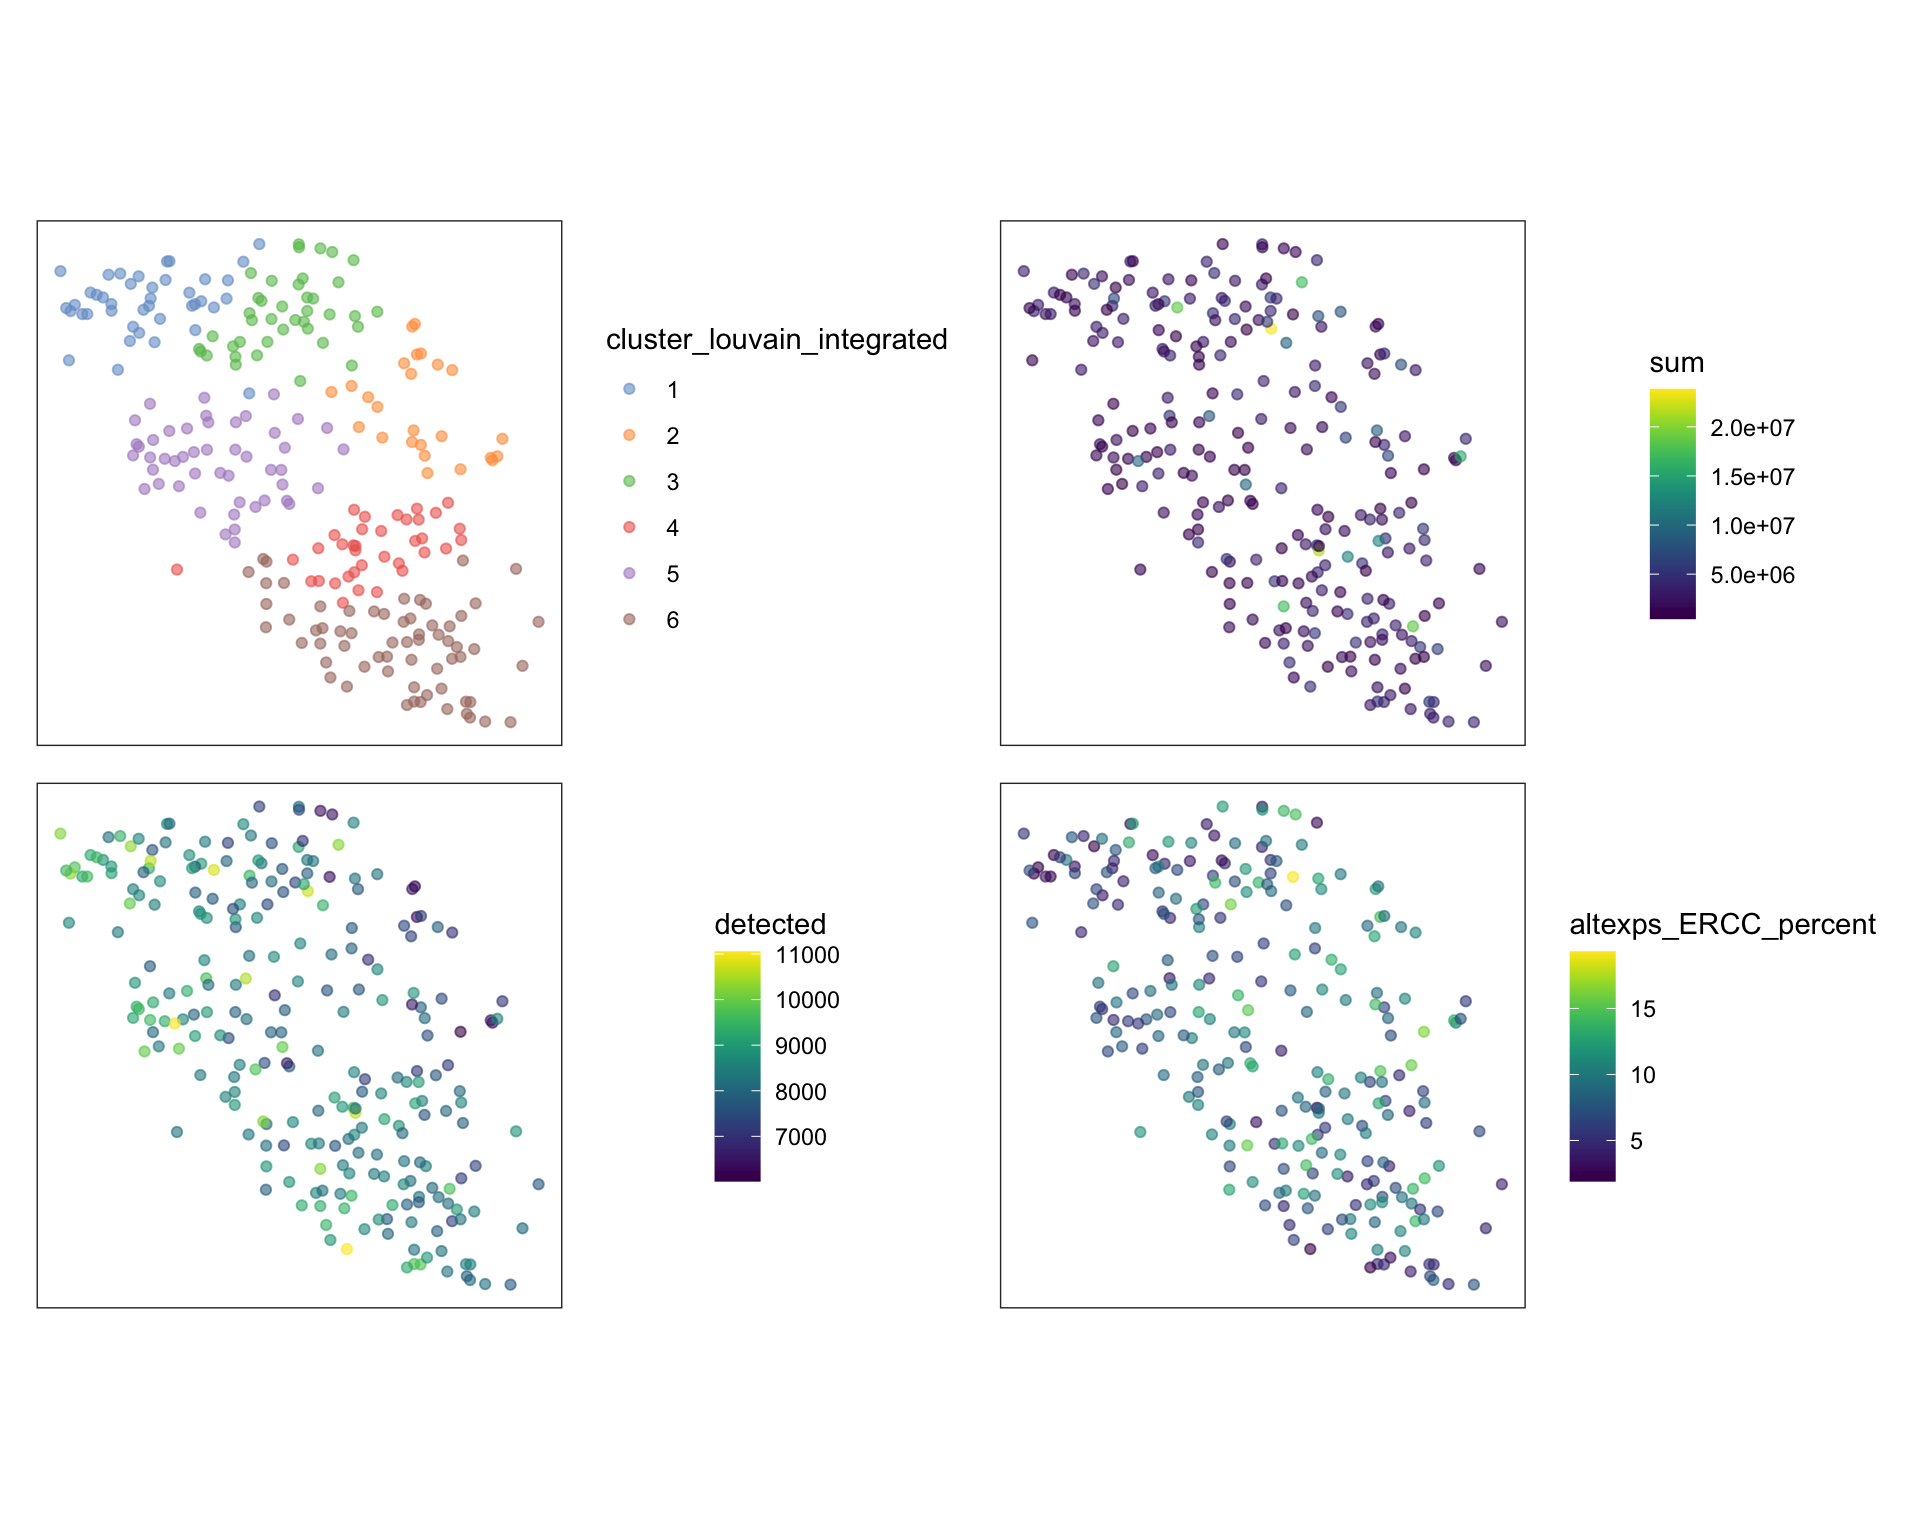 cluster_louvain_integrated
1
2
3
4
5
6
sum
2.0e+07
1.5e+07
1.0e+07
5.0e+06
detected
11000
10000
9000
8000
7000
altexps_ERCC_percent
15
10
5